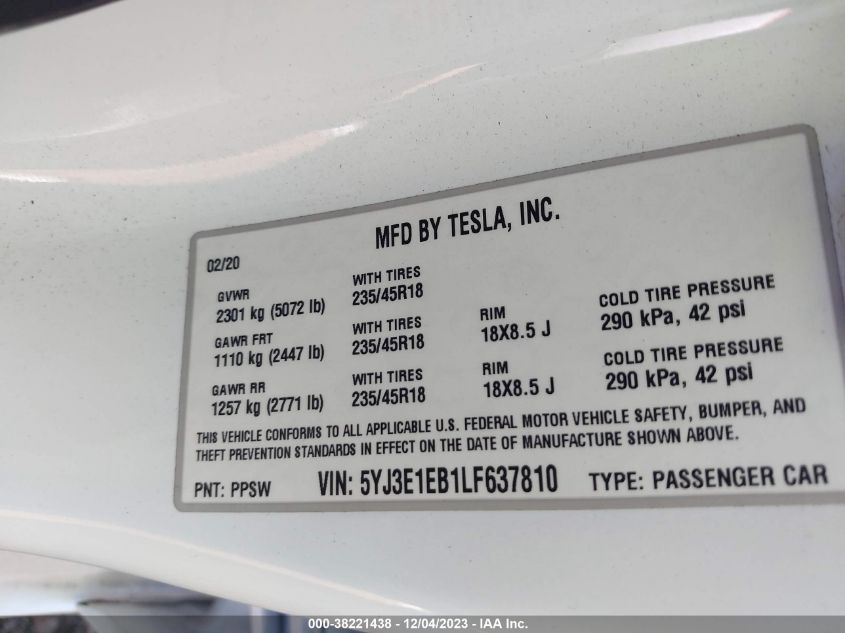 MFD BY TESLA, INC.
02/20
GVWR
2301 kg (5072 lb)
WITH TIRES
235/45R18
GAWR FRT
1110 kg (2447 lb)
WITH TIRES
235/45R18
RIM
18X8.5 J
COLD TIRE PRESSURE
290 kPa, 42 psi
GAWR RR
1257 kg (2771 lb)
WITH TIRES
235/45R18
RIM
18X8.5 J
COLD TIRE PRESSURE
290 kPa, 42 psi
THIS VEHICLE CONFORMS TO ALL APPLICABLE U.S. FEDERAL MOTOR VEHICLE SAFETY, BUMPER, AND
THEFT PREVENTION STANDARDS IN EFFECT ON THE DATE OF MANUFACTURE SHOWN ABOVE.
PNT: PPSW VIN: 5YJ3E1EB1LF637810 TYPE: PASSENGER CAR
000-38221438 - 12/04/2023 - IAA Inc.